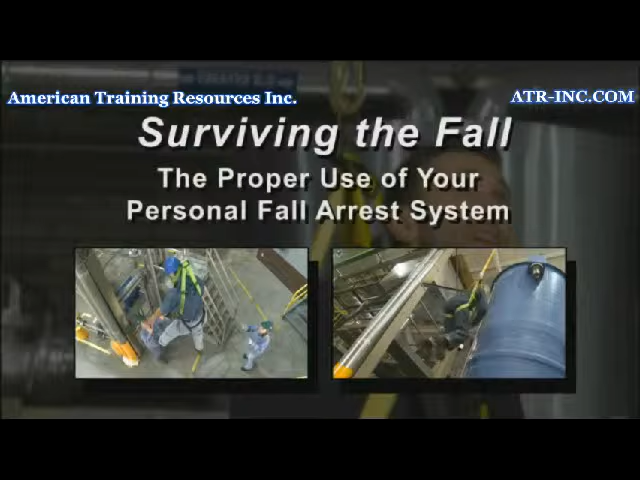 American Training Resources Inc.
ATR-INC.COM
Surviving the Fall
The Proper Use of Your
Personal Fall Arrest System